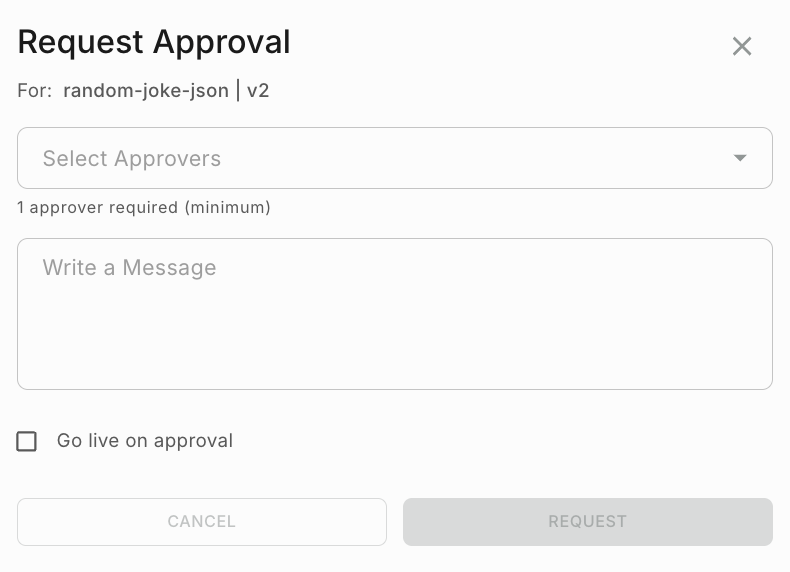 Request Approval
For: random-joke-json | v2
Select Approvers
1 approver required (minimum)
Write a Message
Go live on approval
CANCEL
REQUEST